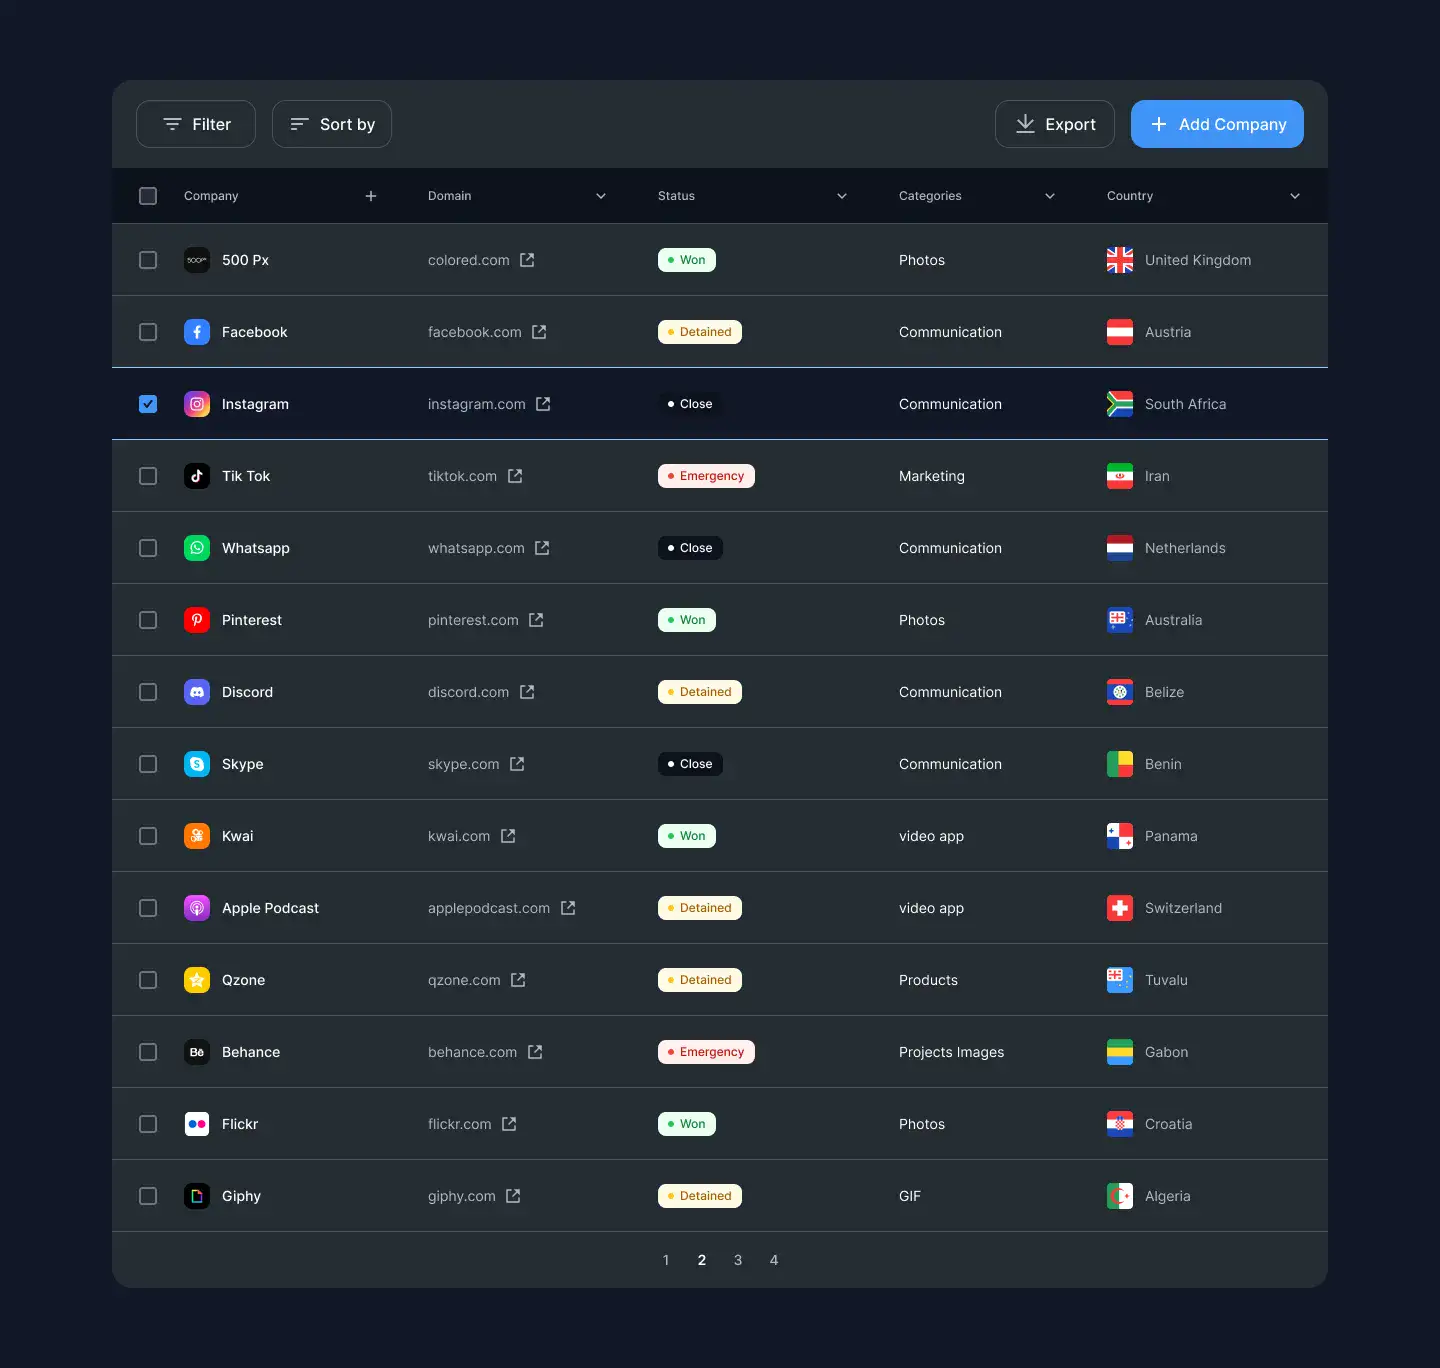 Filter Sort by Export Add Company
Company Domain Status Categories Country
500px 500 Px colored.com Won Photos United Kingdom
Facebook facebook.com Detained Communication Austria
Instagram instagram.com Close Communication South Africa
Tik Tok tiktok.com Emergency Marketing Iran
Whatsapp whatsapp.com Close Communication Netherlands
Pinterest pinterest.com Won Photos Australia
Discord discord.com Detained Communication Belize
Skype skype.com Close Communication Benin
Kwai kwai.com Won video app Panama
Apple Podcast applepodcast.com Detained video app Switzerland
Qzone qzone.com Detained Products Tuvalu
Bē Behance behance.com Emergency Projects Images Gabon
Flickr flickr.com Won Photos Croatia
Giphy giphy.com Detained GIF Algeria
1 2 3 4